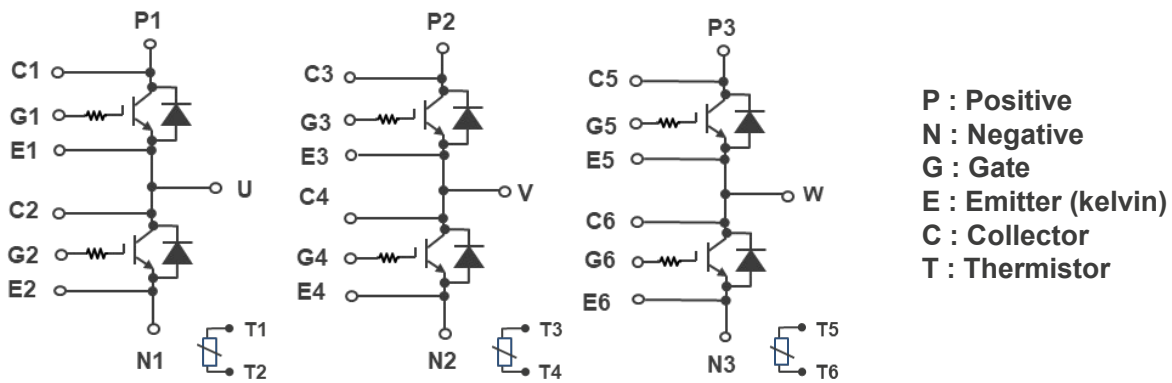 P1
C1
G1
E1
U
C2
G2
E2
N1
T1
T2
P2
C3
G3
E3
V
C4
G4
E4
N2
T3
T4
P3
C5
G5
E5
W
C6
G6
E6
N3
T5
T6
P : Positive
N : Negative
G : Gate
E : Emitter (kelvin)
C : Collector
T : Thermistor